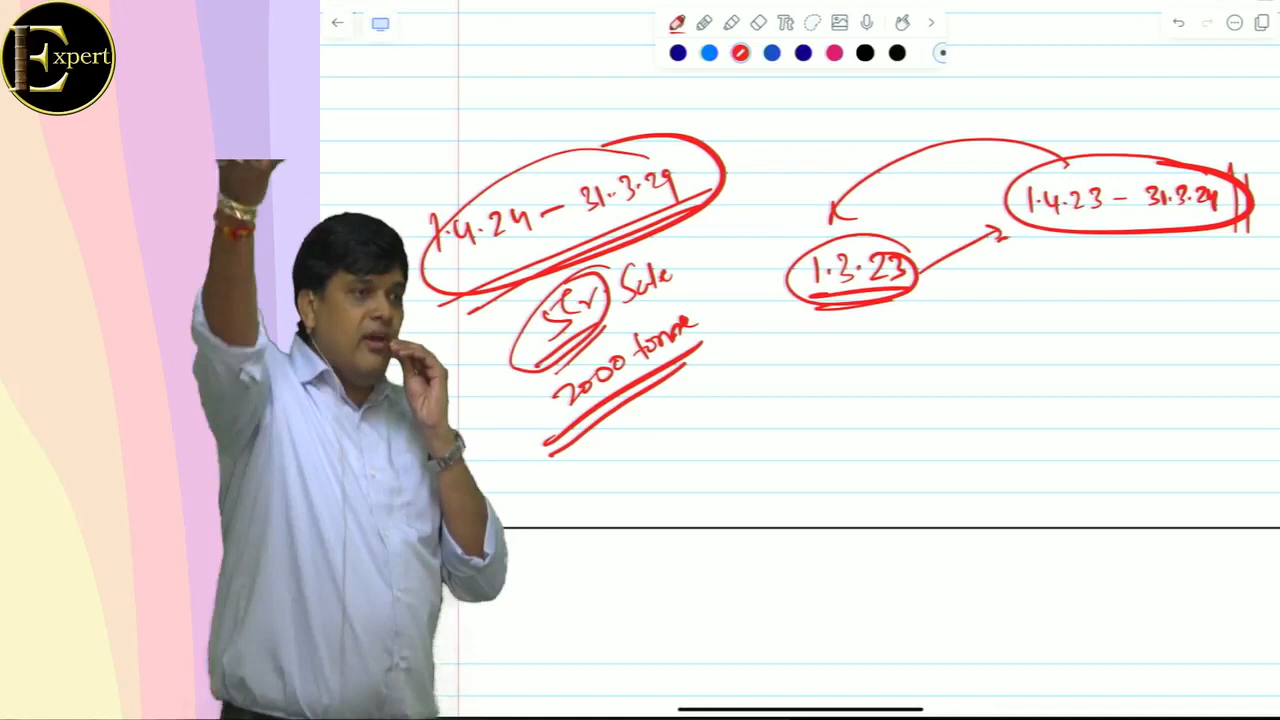 Expert
1.4.24 - 31.3.29
5Cr Sale
2000 tonne
1.4.23 - 31.3.24
1.3.23